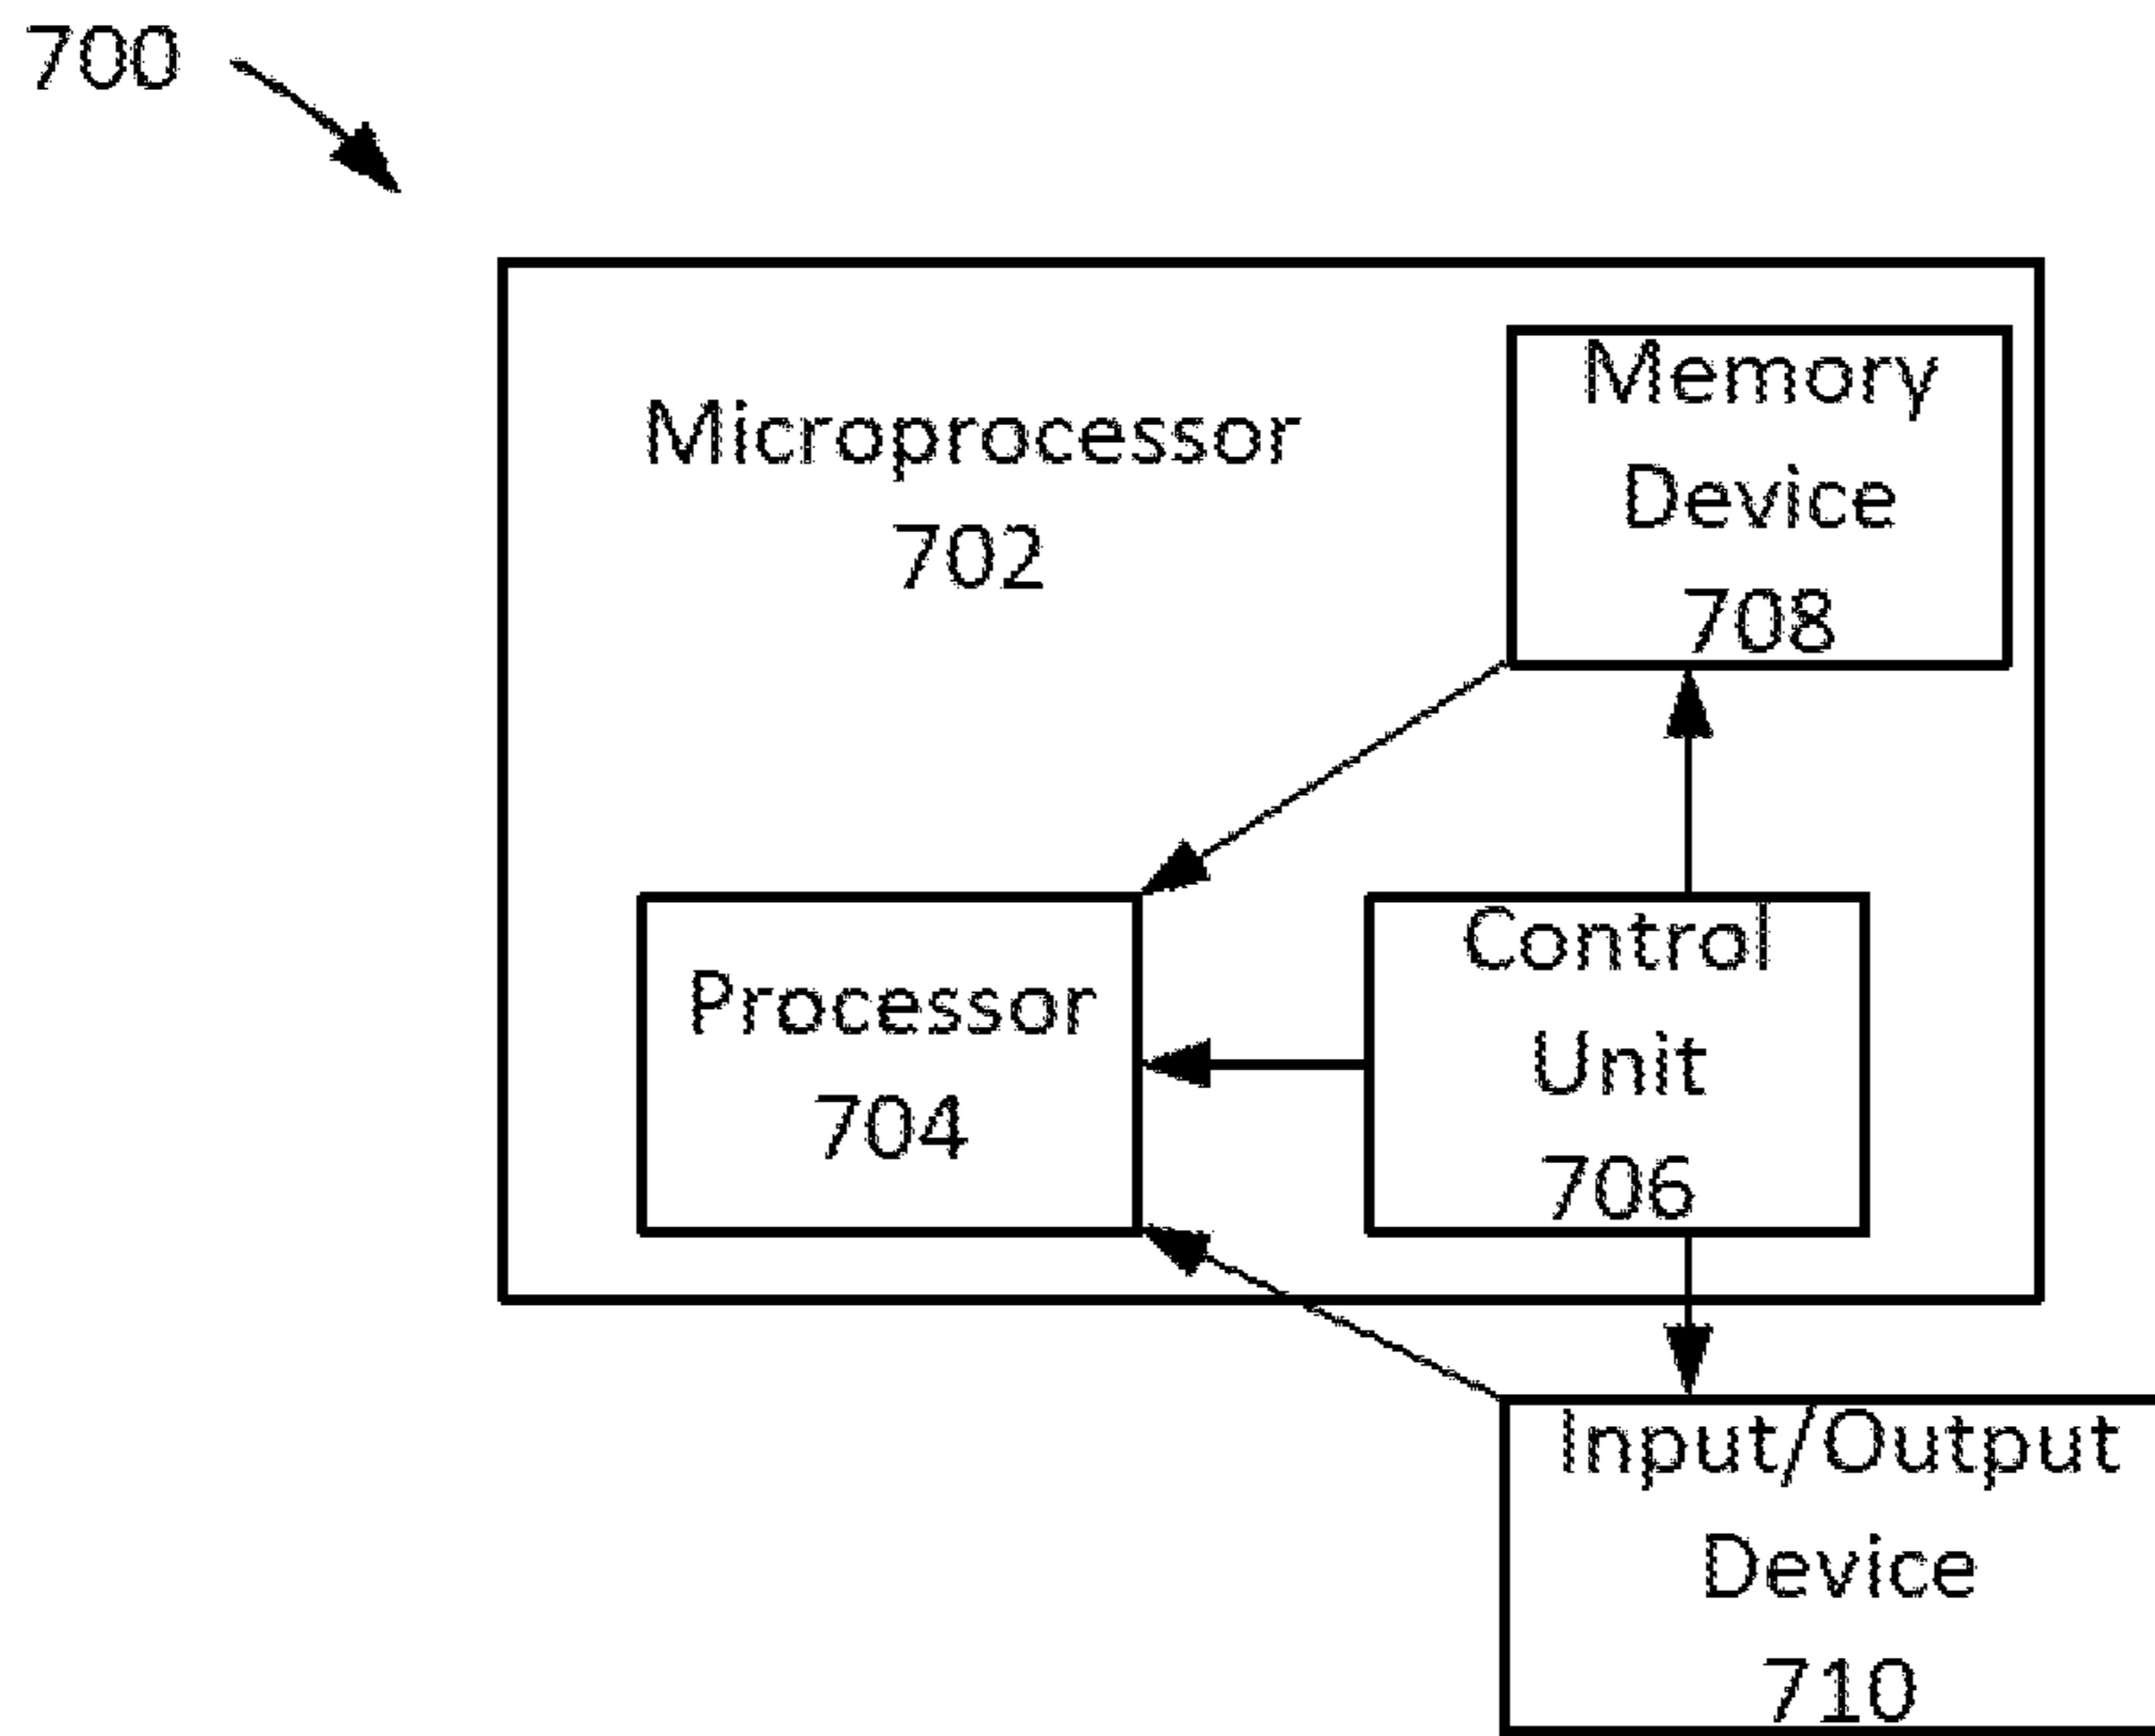 700
Microprocessor
702
Memory
Device
708
Processor
704
Control
Unit
706
Input/Output
Device
710